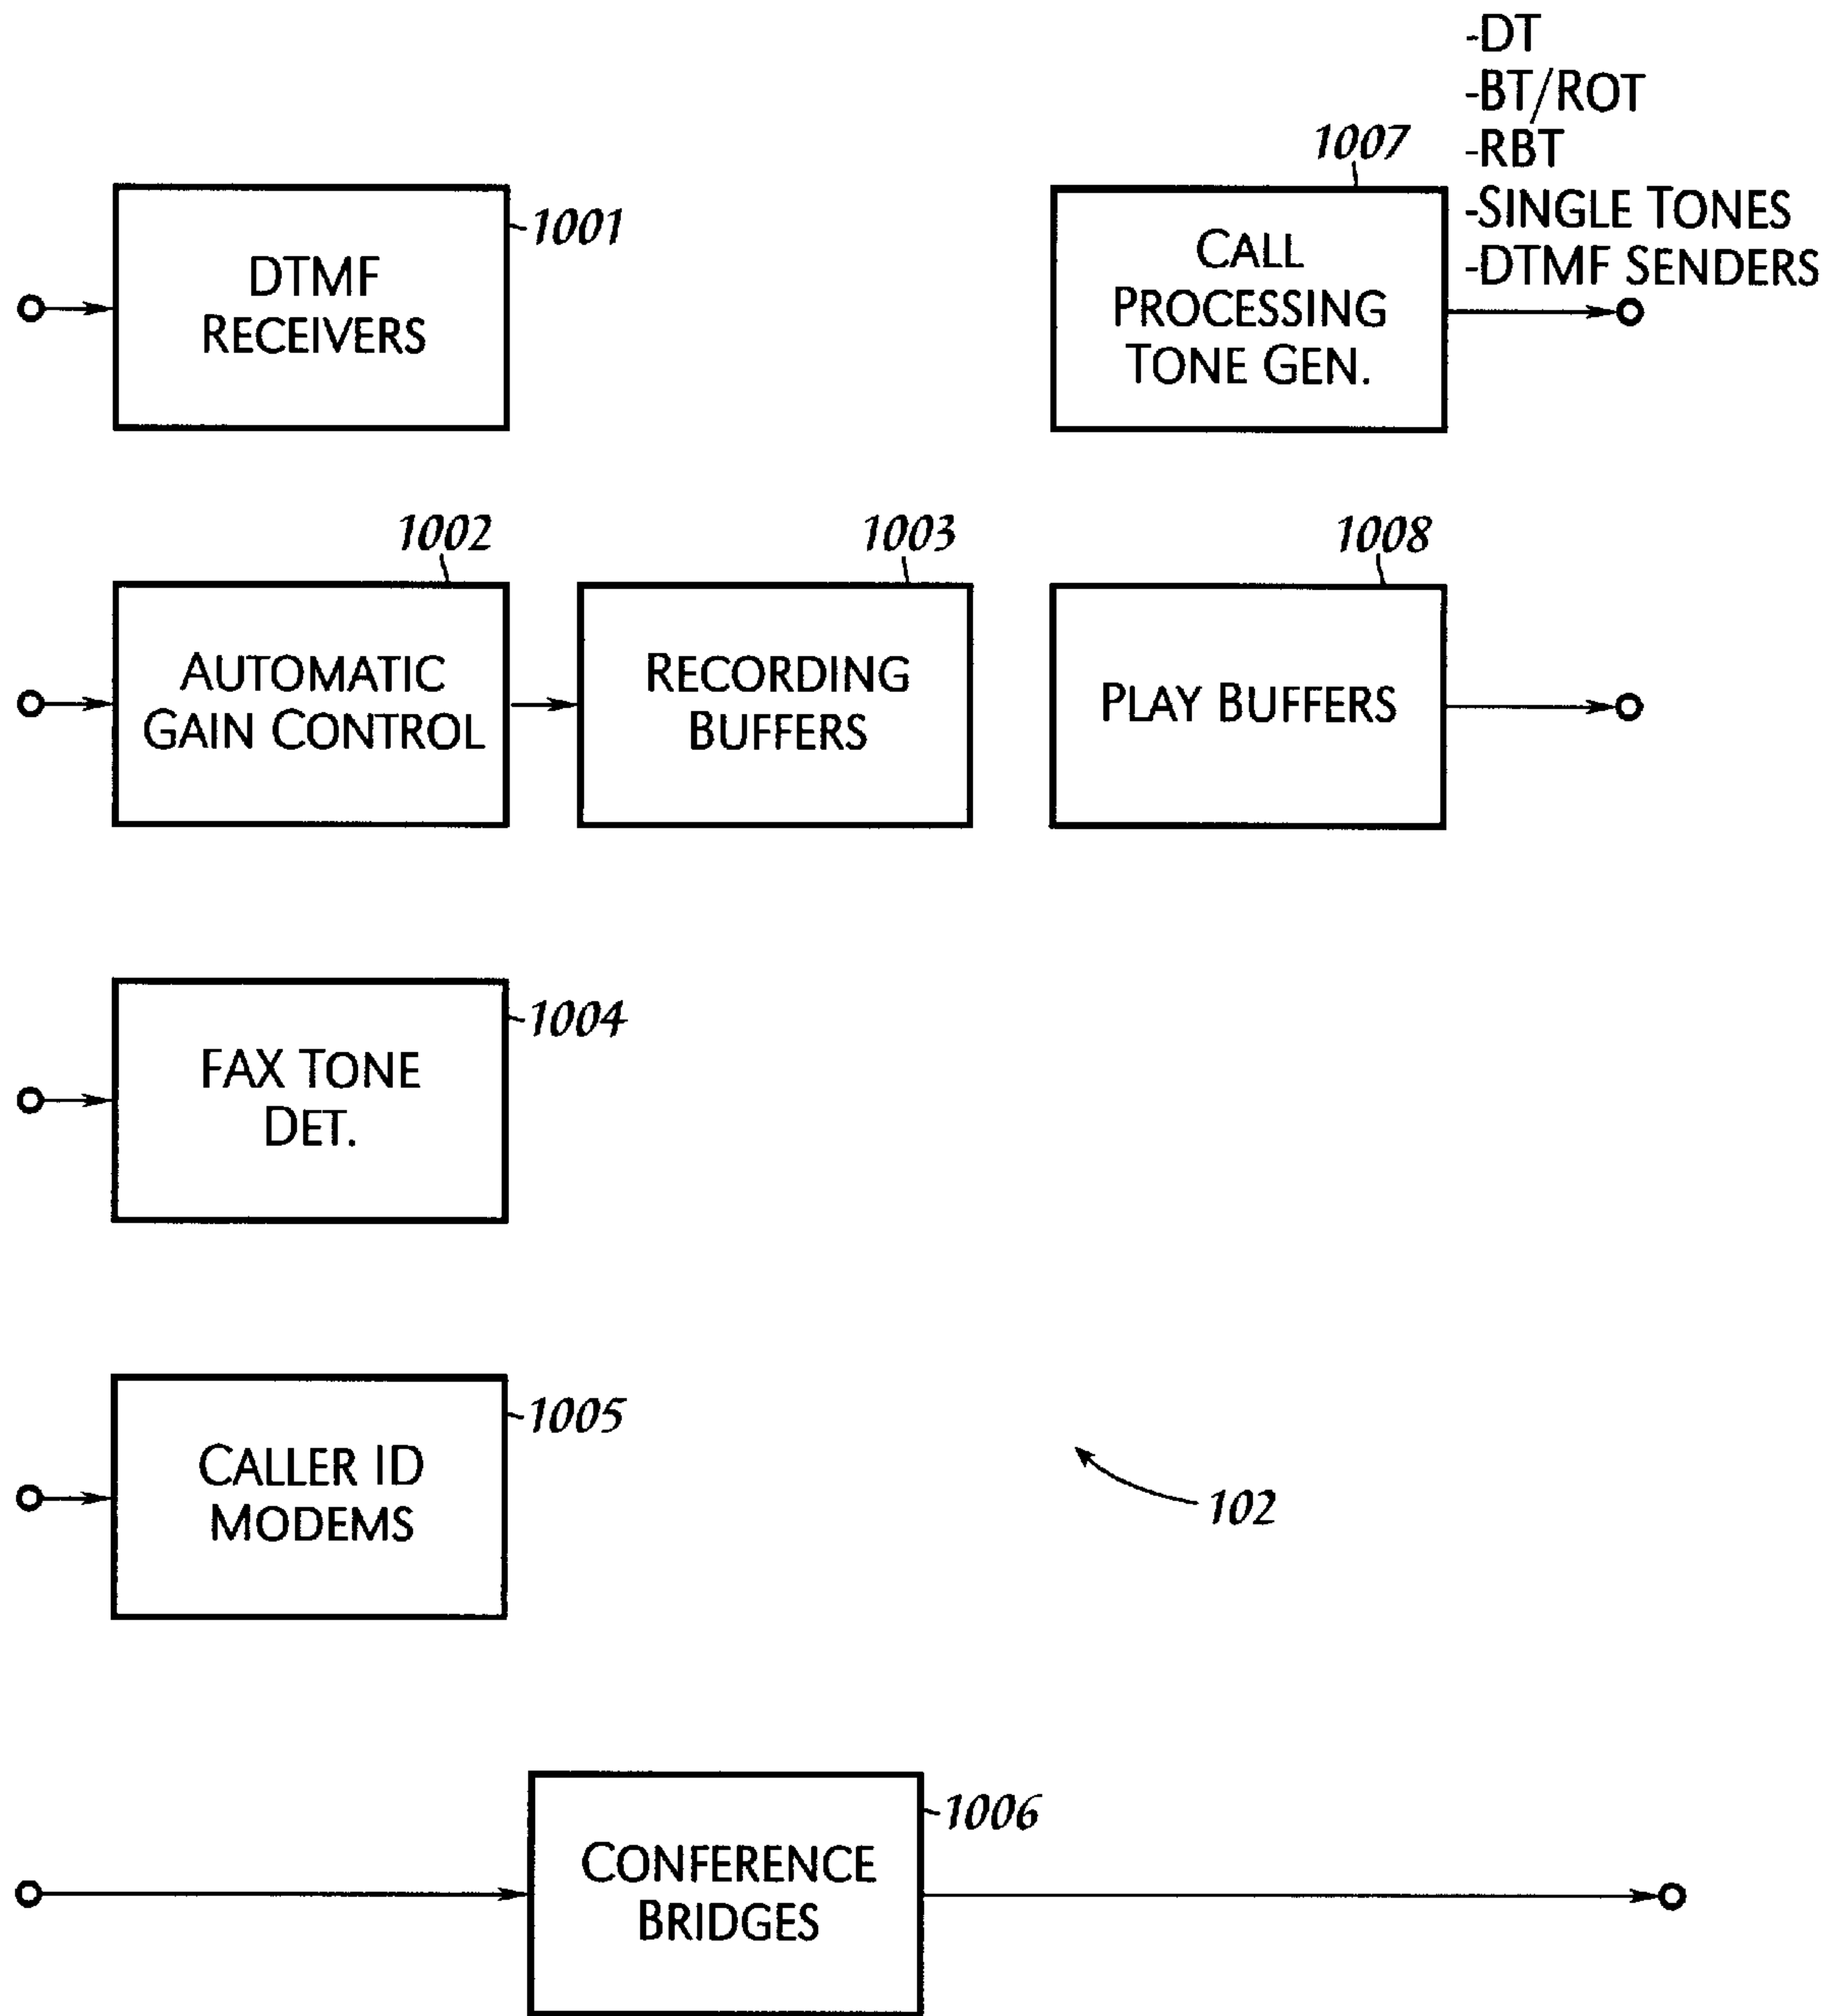 -DT
-BT/ROT
-RBT
-SINGLE TONES
-DTMF SENDERS
1001
DTMF
RECEIVERS
1007
CALL
PROCESSING
TONE GEN.
1002
AUTOMATIC
GAIN CONTROL
1003
RECORDING
BUFFERS
1008
PLAY BUFFERS
1004
FAX TONE
DET.
1005
CALLER ID
MODEMS
102
1006
CONFERENCE
BRIDGES